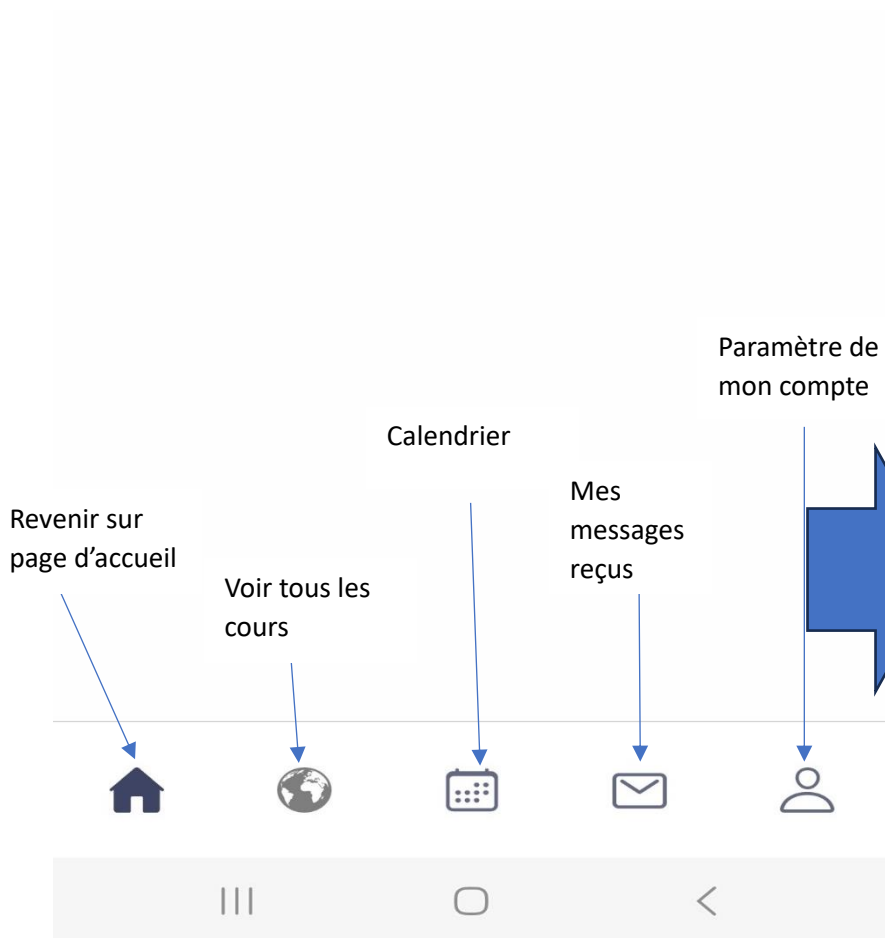 Paramètre de
mon compte
Calendrier
Mes
messages
reçus
Revenir sur
page d’accueil
Voir tous les
cours